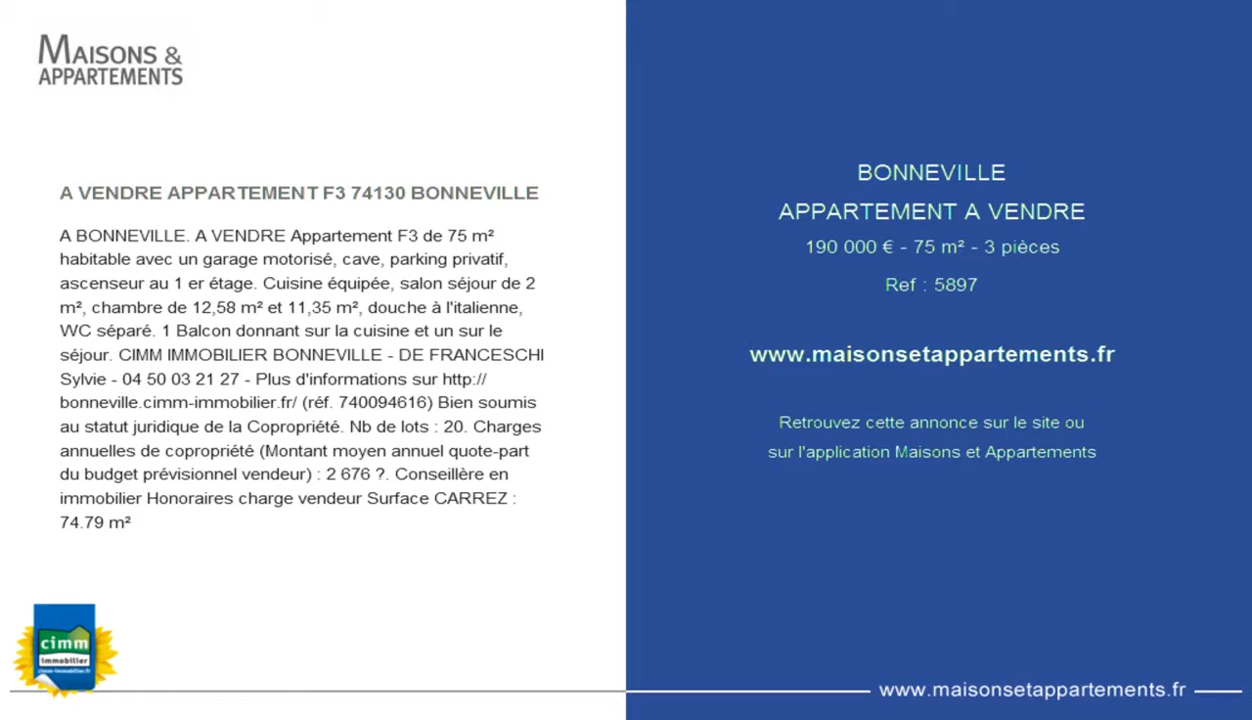 MAISONS &
APPARTEMENTS
A VENDRE APPARTEMENT F3 74130 BONNEVILLE
A BONNEVILLE. A VENDRE Appartement F3 de 75 m²
habitable avec un garage motorisé, cave, parking privatif,
ascenseur au 1 er étage. Cuisine équipée, salon séjour de 2
m², chambre de 12,58 m² et 11,35 m², douche à l'italienne,
WC séparé. 1 Balcon donnant sur la cuisine et un sur le
séjour. CIMM IMMOBILIER BONNEVILLE - DE FRANCESCHI
Sylvie - 04 50 03 21 27 - Plus d'informations sur http://
bonneville.cimm-immobilier.fr/ (réf. 740094616) Bien soumis
au statut juridique de la Copropriété. Nb de lots : 20. Charges
annuelles de copropriété (Montant moyen annuel quote-part
du budget prévisionnel vendeur) : 2 676 ?. Conseillère en
immobilier Honoraires charge vendeur Surface CARREZ :
74.79 m²
cimm
immobilier
cimm-immobilier.fr
BONNEVILLE
APPARTEMENT A VENDRE
190 000 € - 75 m² - 3 pièces
Ref : 5897
www.maisonsetappartements.fr
Retrouvez cette annonce sur le site ou
sur l'application Maisons et Appartements
www.maisonsetappartements.fr